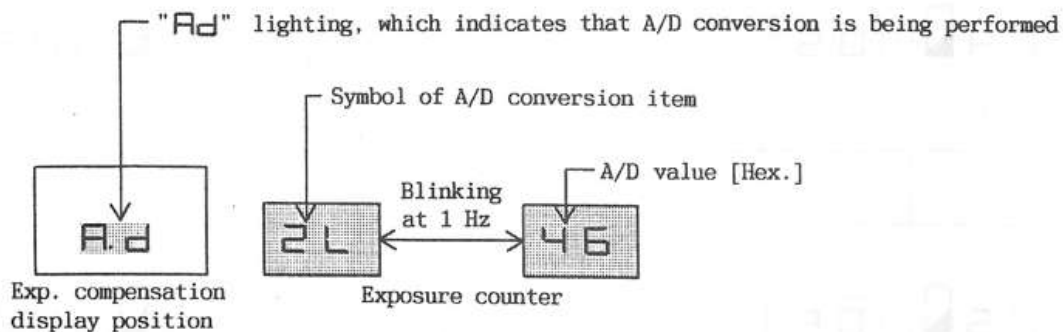 "Ad" lighting, which indicates that A/D conversion is being performed
Symbol of A/D conversion item
A/D value [Hex.]
Blinking
at 1 Hz
A.d
2L
46
Exp. compensation
display position
Exposure counter